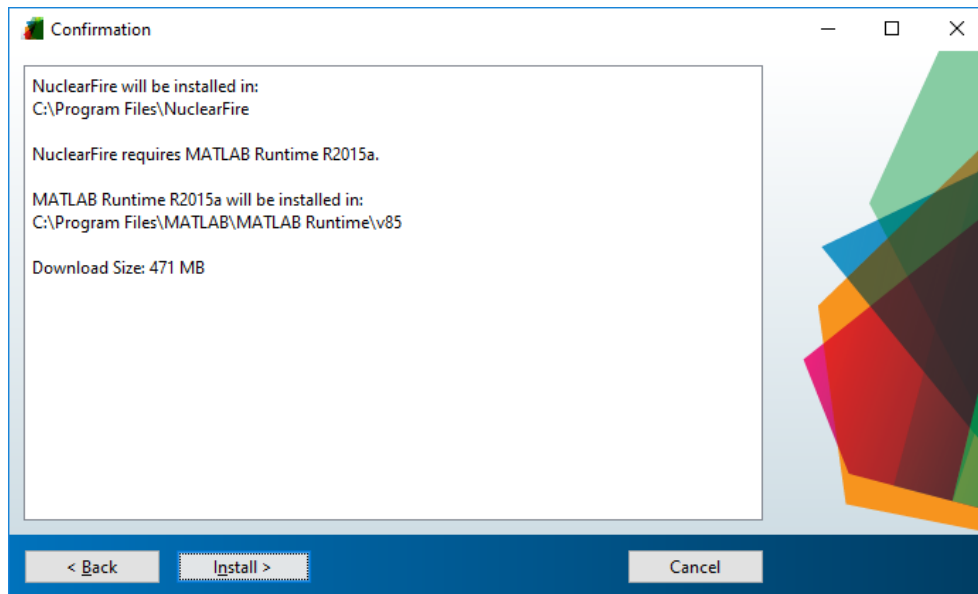 Confirmation
NuclearFire will be installed in:
C:\Program Files\NuclearFire
NuclearFire requires MATLAB Runtime R2015a.
MATLAB Runtime R2015a will be installed in:
C:\Program Files\MATLAB\MATLAB Runtime\v85
Download Size: 471 MB
< Back
Install >
Cancel